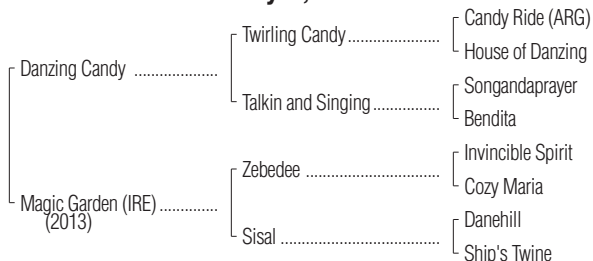 Candy Ride (ARG)
Twirling Candy
House of Danzing
Danzing Candy
Songandaprayer
Talkin and Singing
Bendita
Invincible Spirit
Zebedee
Cozy Maria
Magic Garden (IRE)
(2013)
Danehill
Sisal
Ship's Twine